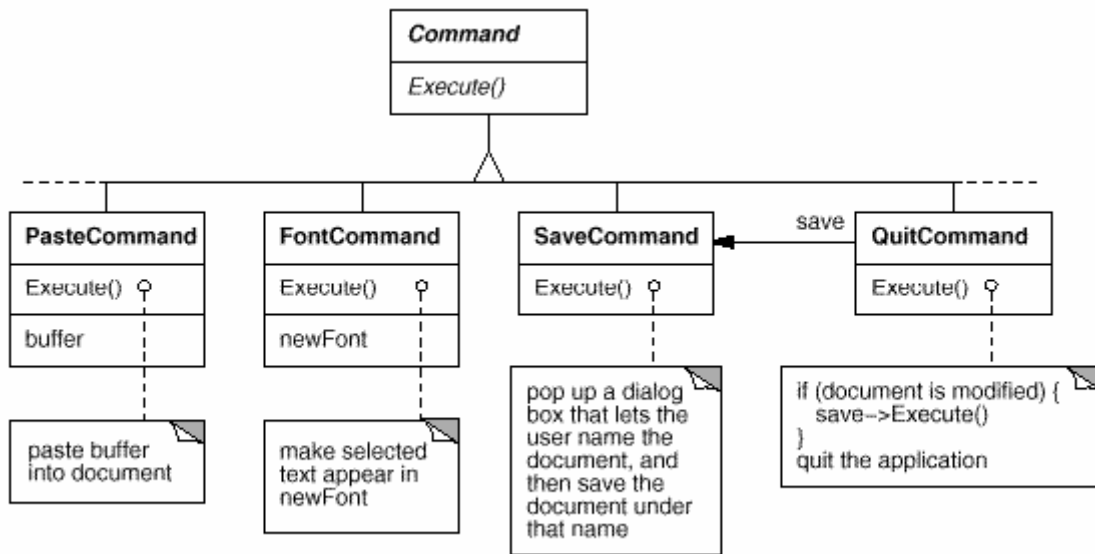 Command
Execute()
save
PasteCommand
Execute()
buffer
FontCommand
Execute()
newFont
SaveCommand
Execute()
QuitCommand
Execute()
paste buffer
into document
make selected
text appear in
newFont
pop up a dialog
box that lets the
user name the
document, and
then save the
document under
that name
if (document is modified) {
save–>Execute()
}
quit the application